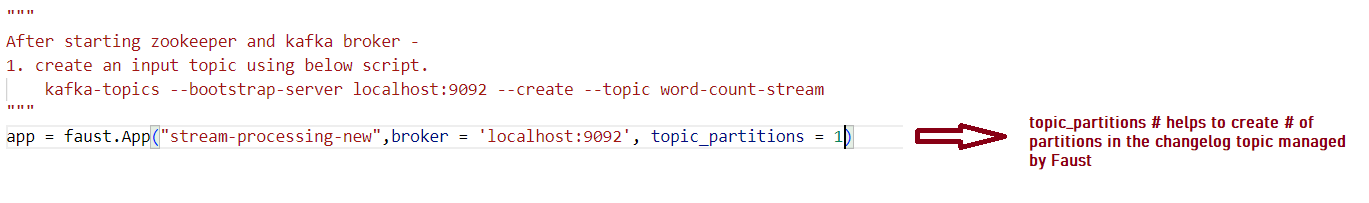 """
After starting zookeeper and kafka broker -
1. create an input topic using below script.
kafka-topics --bootstrap-server localhost:9092 --create --topic word-count-stream
"""
app = faust.App("stream-processing-new",broker = 'localhost:9092', topic_partitions = 1)
topic_partitions # helps to create # of
partitions in the changelog topic managed
by Faust